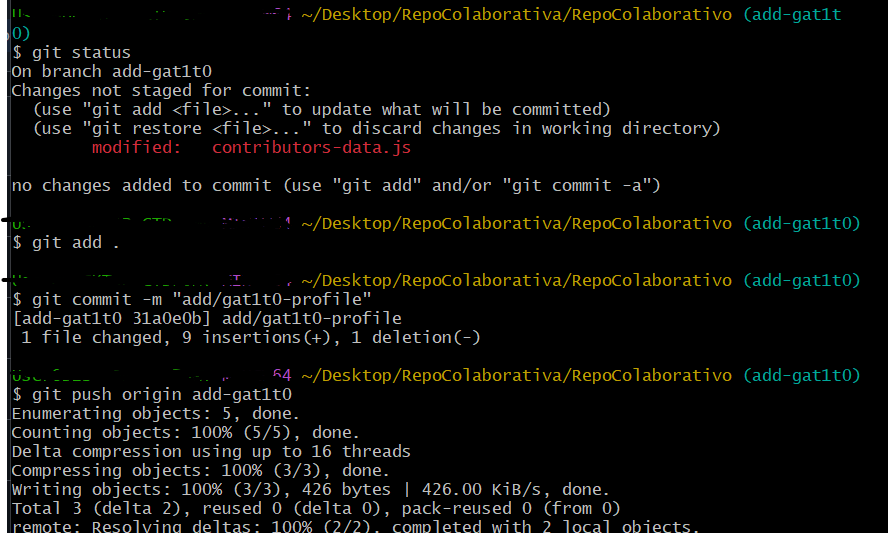 ~/Desktop/RepoColaborativa/RepoColaborativo (add-gat1t
0)
$ git status
On branch add-gat1t0
Changes not staged for commit:
  (use "git add <file>..." to update what will be committed)
  (use "git restore <file>..." to discard changes in working directory)
        modified:   contributors-data.js

no changes added to commit (use "git add" and/or "git commit -a")

~/Desktop/RepoColaborativa/RepoColaborativo (add-gat1t0)
$ git add .

~/Desktop/RepoColaborativa/RepoColaborativo (add-gat1t0)
$ git commit -m "add/gat1t0-profile"
[add-gat1t0 31a0e0b] add/gat1t0-profile
 1 file changed, 9 insertions(+), 1 deletion(-)

64 ~/Desktop/RepoColaborativa/RepoColaborativo (add-gat1t0)
$ git push origin add-gat1t0
Enumerating objects: 5, done.
Counting objects: 100% (5/5), done.
Delta compression using up to 16 threads
Compressing objects: 100% (3/3), done.
Writing objects: 100% (3/3), 426 bytes | 426.00 KiB/s, done.
Total 3 (delta 2), reused 0 (delta 0), pack-reused 0 (from 0)
remote: Resolving deltas: 100% (2/2), completed with 2 local objects.